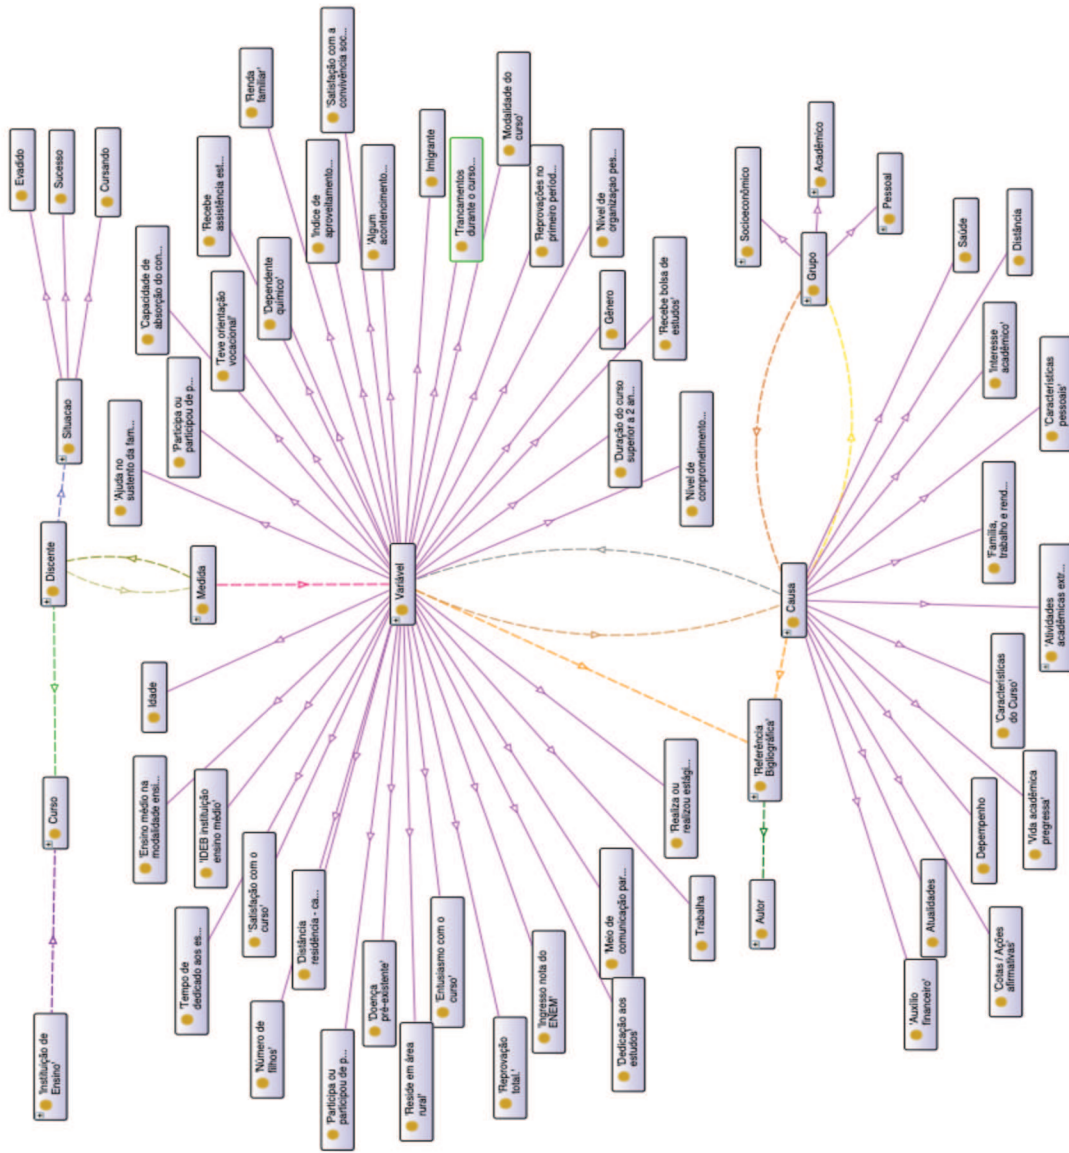 Evadido
Sucesso
Cursando
Situacao
Discente
Curso
'Instituição de
Ensino'
'Ajuda no
sustento da fam...
'Participa ou
participou de p...
'Capacidade de
absorção do con...
'Teve orientação
vocacional'
'Recebe
assistência est...
'Dependente
químico'
'Renda
familiar'
'Indice de
aproveitamento...
'Satisfação com a
convivência soc...
'Algum
acontencimento...
Imigrante
'Trancamentos
durante o curso...
'Modalidade do
curso'
'Reprovações no
primeiro períod...
'Nível de
organização pes...
Gênero
'Recebe bolsa de
estudos'
'Duração do curso
superior a 2 an...
'Nível de
comprometimento...
Medida
Variável
Idade
'Ensino médio na
modalidade ensi...
'IDEB instituição
ensino médio'
'Tempo de
dedicado aos es...
'Satisfação com o
curso'
'Distância
residência - ca...
'Número de
filhos'
'Participa ou
participou de p...
'Doença
pré-existente'
'Reside em área
rural'
'Entusiasmo com o
curso'
'Reprovação
total.'
'Ingresso nota do
ENEM'
'Meio de
comunicação par...
'Dedicação aos
estudos'
'Realiza ou
realizou estági...
Trabalha
Socioeconômico
Acadêmico
Pessoal
Grupo
Causa
'Referência
Bigliográfica'
Autor
Saúde
Distância
'Interesse
acadêmico'
'Características
pessoais'
'Família,
trabalho e rend...
'Atividades
acadêmicas extr...
'Características
do Curso'
'Vida acadêmica
pregressa'
Depempenho
Atualidades
'Cotas / Ações
afirmativas'
'Auxílio
financeiro'